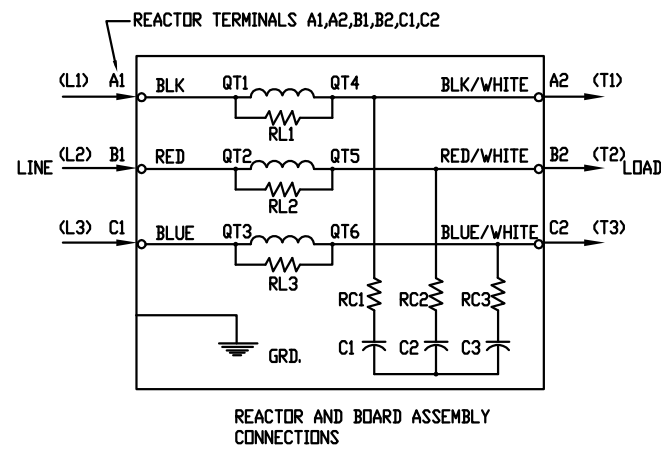 REACTOR TERMINALS A1,A2,B1,B2,C1,C2
(L1) A1 BLK QT1 QT4 BLK/WHITE A2 (T1)
RL1
(L2) B1 RED QT2 QT5 RED/WHITE B2 (T2)
LINE LOAD
RL2
(L3) C1 BLUE QT3 QT6 BLUE/WHITE C2 (T3)
RL3
RC1 RC2 RC3
C1 C2 C3
GRD.
REACTOR AND BOARD ASSEMBLY
CONNECTIONS